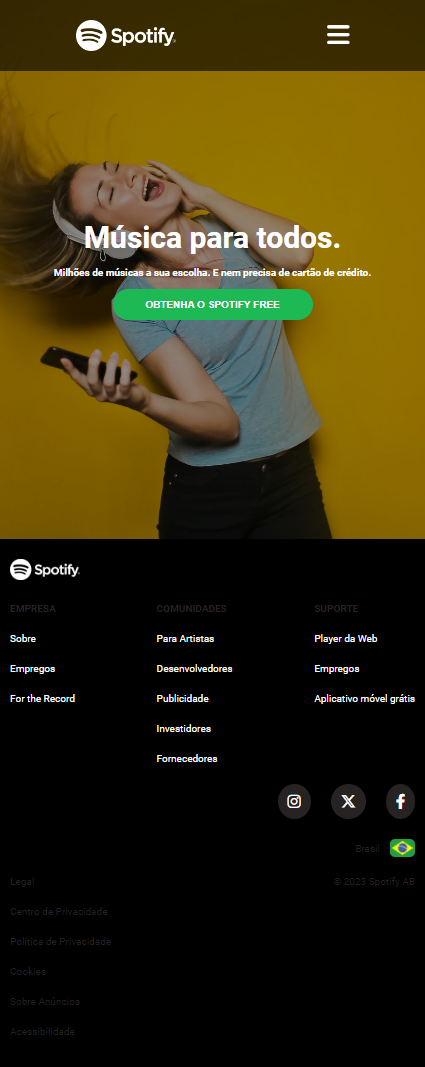 Spotify
Música para todos.
Milhões de músicas a sua escolha. E nem precisa de cartão de crédito.
OBTENHA O SPOTIFY FREE
Spotify
EMPRESA
Sobre
Empregos
For the Record
COMUNIDADES
Para Artistas
Desenvolvedores
Publicidade
Investidores
Fornecedores
SUPORTE
Player da Web
Empregos
Aplicativo móvel grátis
Brasil
Legal
© 2023 Spotify AB
Centro de Privacidade
Política de Privacidade
Cookies
Sobre Anúncios
Acessibilidade